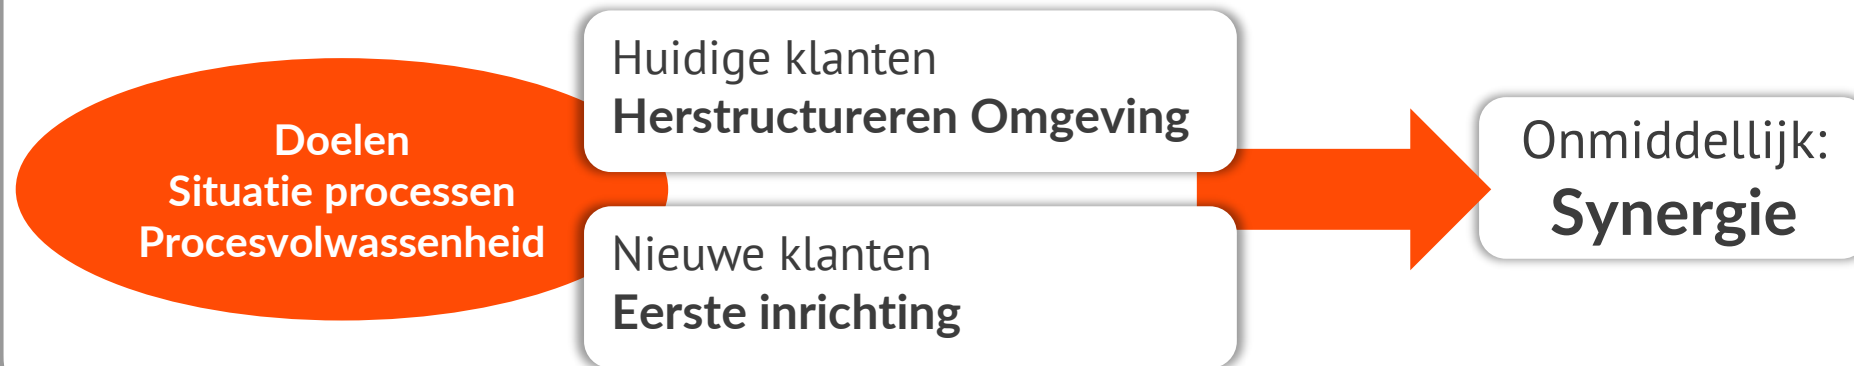 Doelen
Situatie processen
Procesvolwassenheid
Huidige klanten
Herstructureren Omgeving
Nieuwe klanten
Eerste inrichting
Onmiddellijk:
Synergie